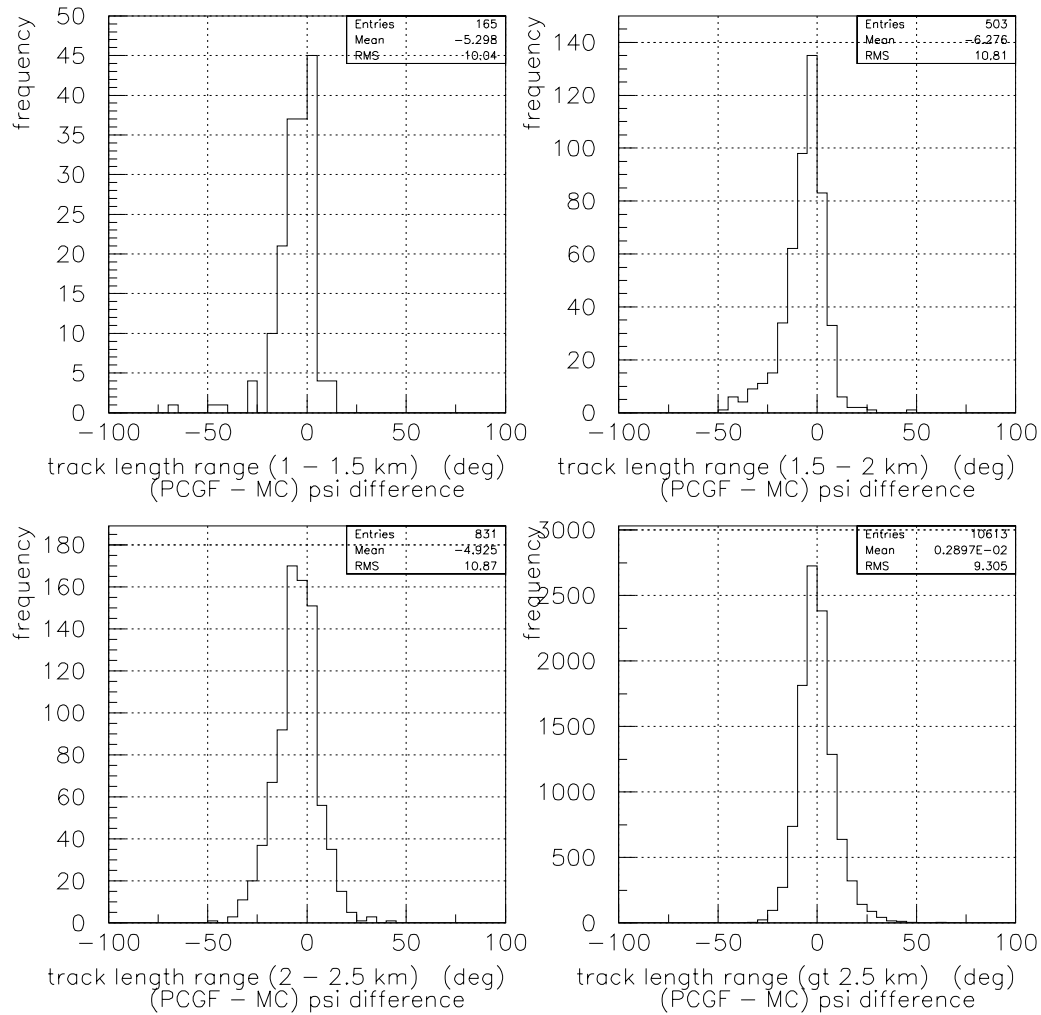 frequency
50
45
40
35
30
25
20
15
10
5
0
Entries 165
Mean -5.298
RMS 10.04
-100 -50 0 50 100
track length range (1 - 1.5 km) (deg)
(PCGF - MC) psi difference
frequency
140
120
100
80
60
40
20
0
Entries 503
Mean -6.276
RMS 10.81
-100 -50 0 50 100
track length range (1.5 - 2 km) (deg)
(PCGF - MC) psi difference
frequency
180
160
140
120
100
80
60
40
20
0
Entries 831
Mean -4.925
RMS 10.87
-100 -50 0 50 100
track length range (2 - 2.5 km) (deg)
(PCGF - MC) psi difference
frequency
3000
2500
2000
1500
1000
500
0
Entries 10613
Mean 0.2897E-02
RMS 9.305
-100 -50 0 50 100
track length range (gt 2.5 km) (deg)
(PCGF - MC) psi difference